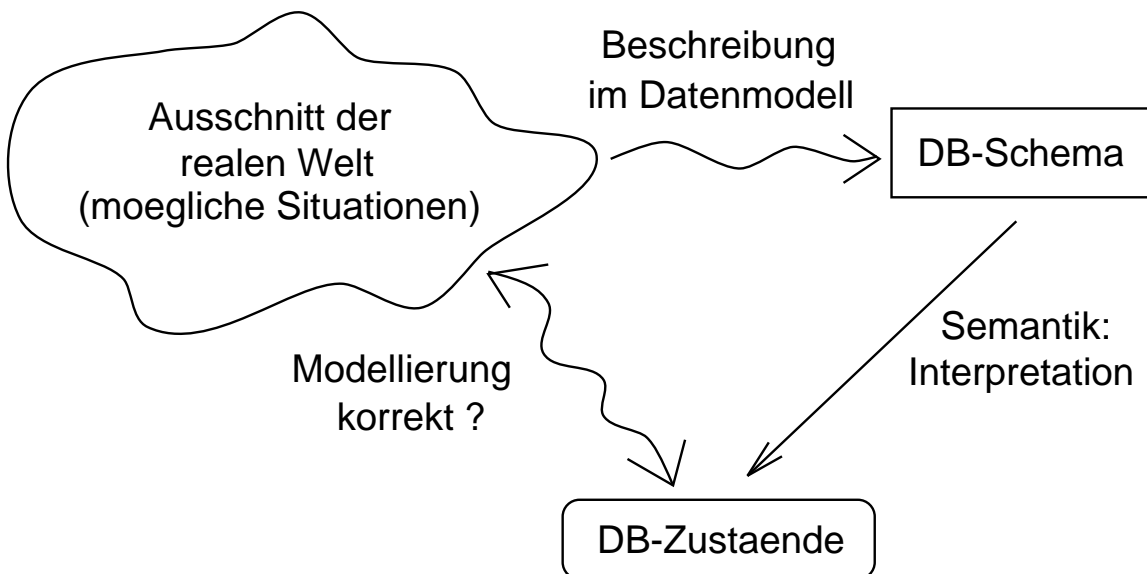 Ausschnitt der
realen Welt
(moegliche Situationen)
Beschreibung
im Datenmodell
DB-Schema
Semantik:
Interpretation
Modellierung
korrekt ?
DB-Zustaende